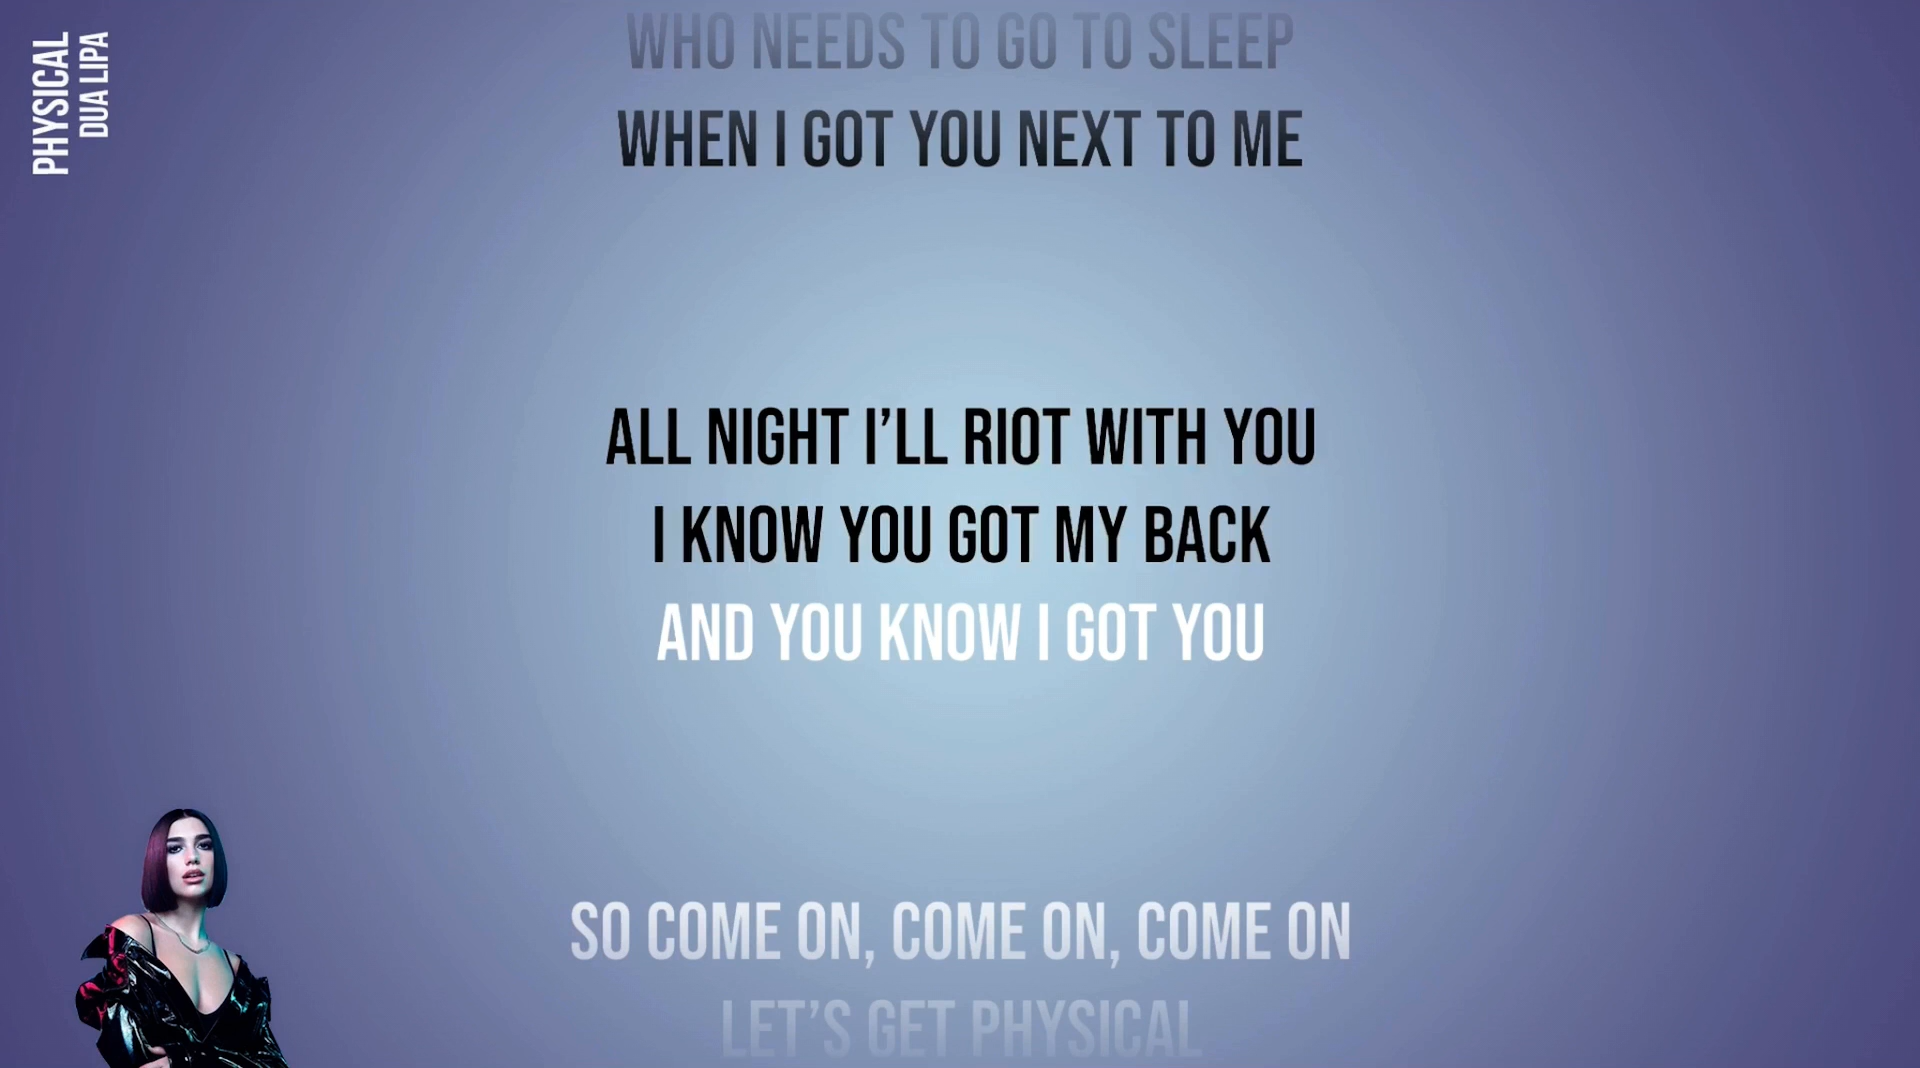 PHYSICAL
DUA LIPA
WHO NEEDS TO GO TO SLEEP
WHEN I GOT YOU NEXT TO ME
ALL NIGHT I’LL RIOT WITH YOU
I KNOW YOU GOT MY BACK
AND YOU KNOW I GOT YOU
SO COME ON, COME ON, COME ON
LET’S GET PHYSICAL